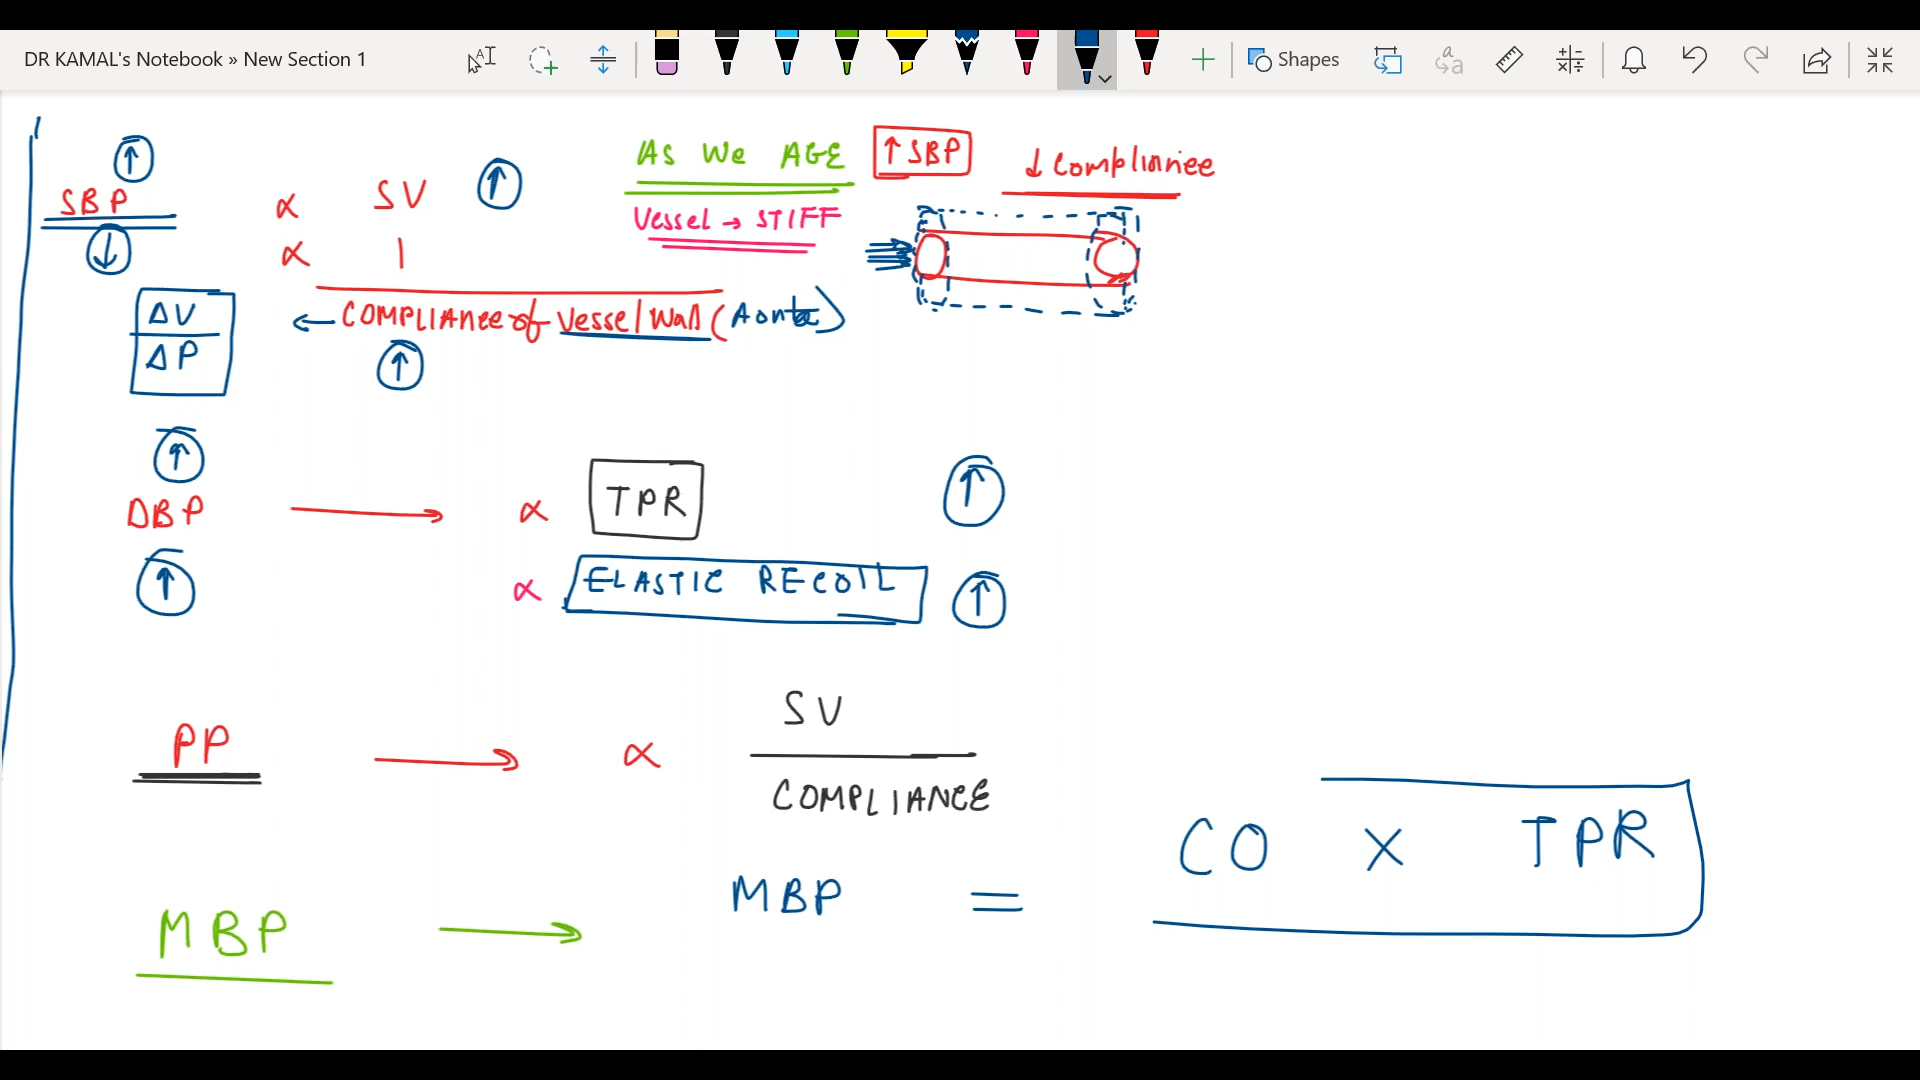 DR KAMAL's Notebook » New Section 1
Shapes
SBP ∝ SV
∝ 1
COMPLIANCE of Vessel Wall (Aorta)
ΔV
ΔP
AS We AGE ↑ SBP ↓ Compliance
Vessel → STIFF
DBP → ∝ TPR
∝ ELASTIC RECOIL
PP → ∝ SV
COMPLIANCE
MBP → MBP = CO X TPR